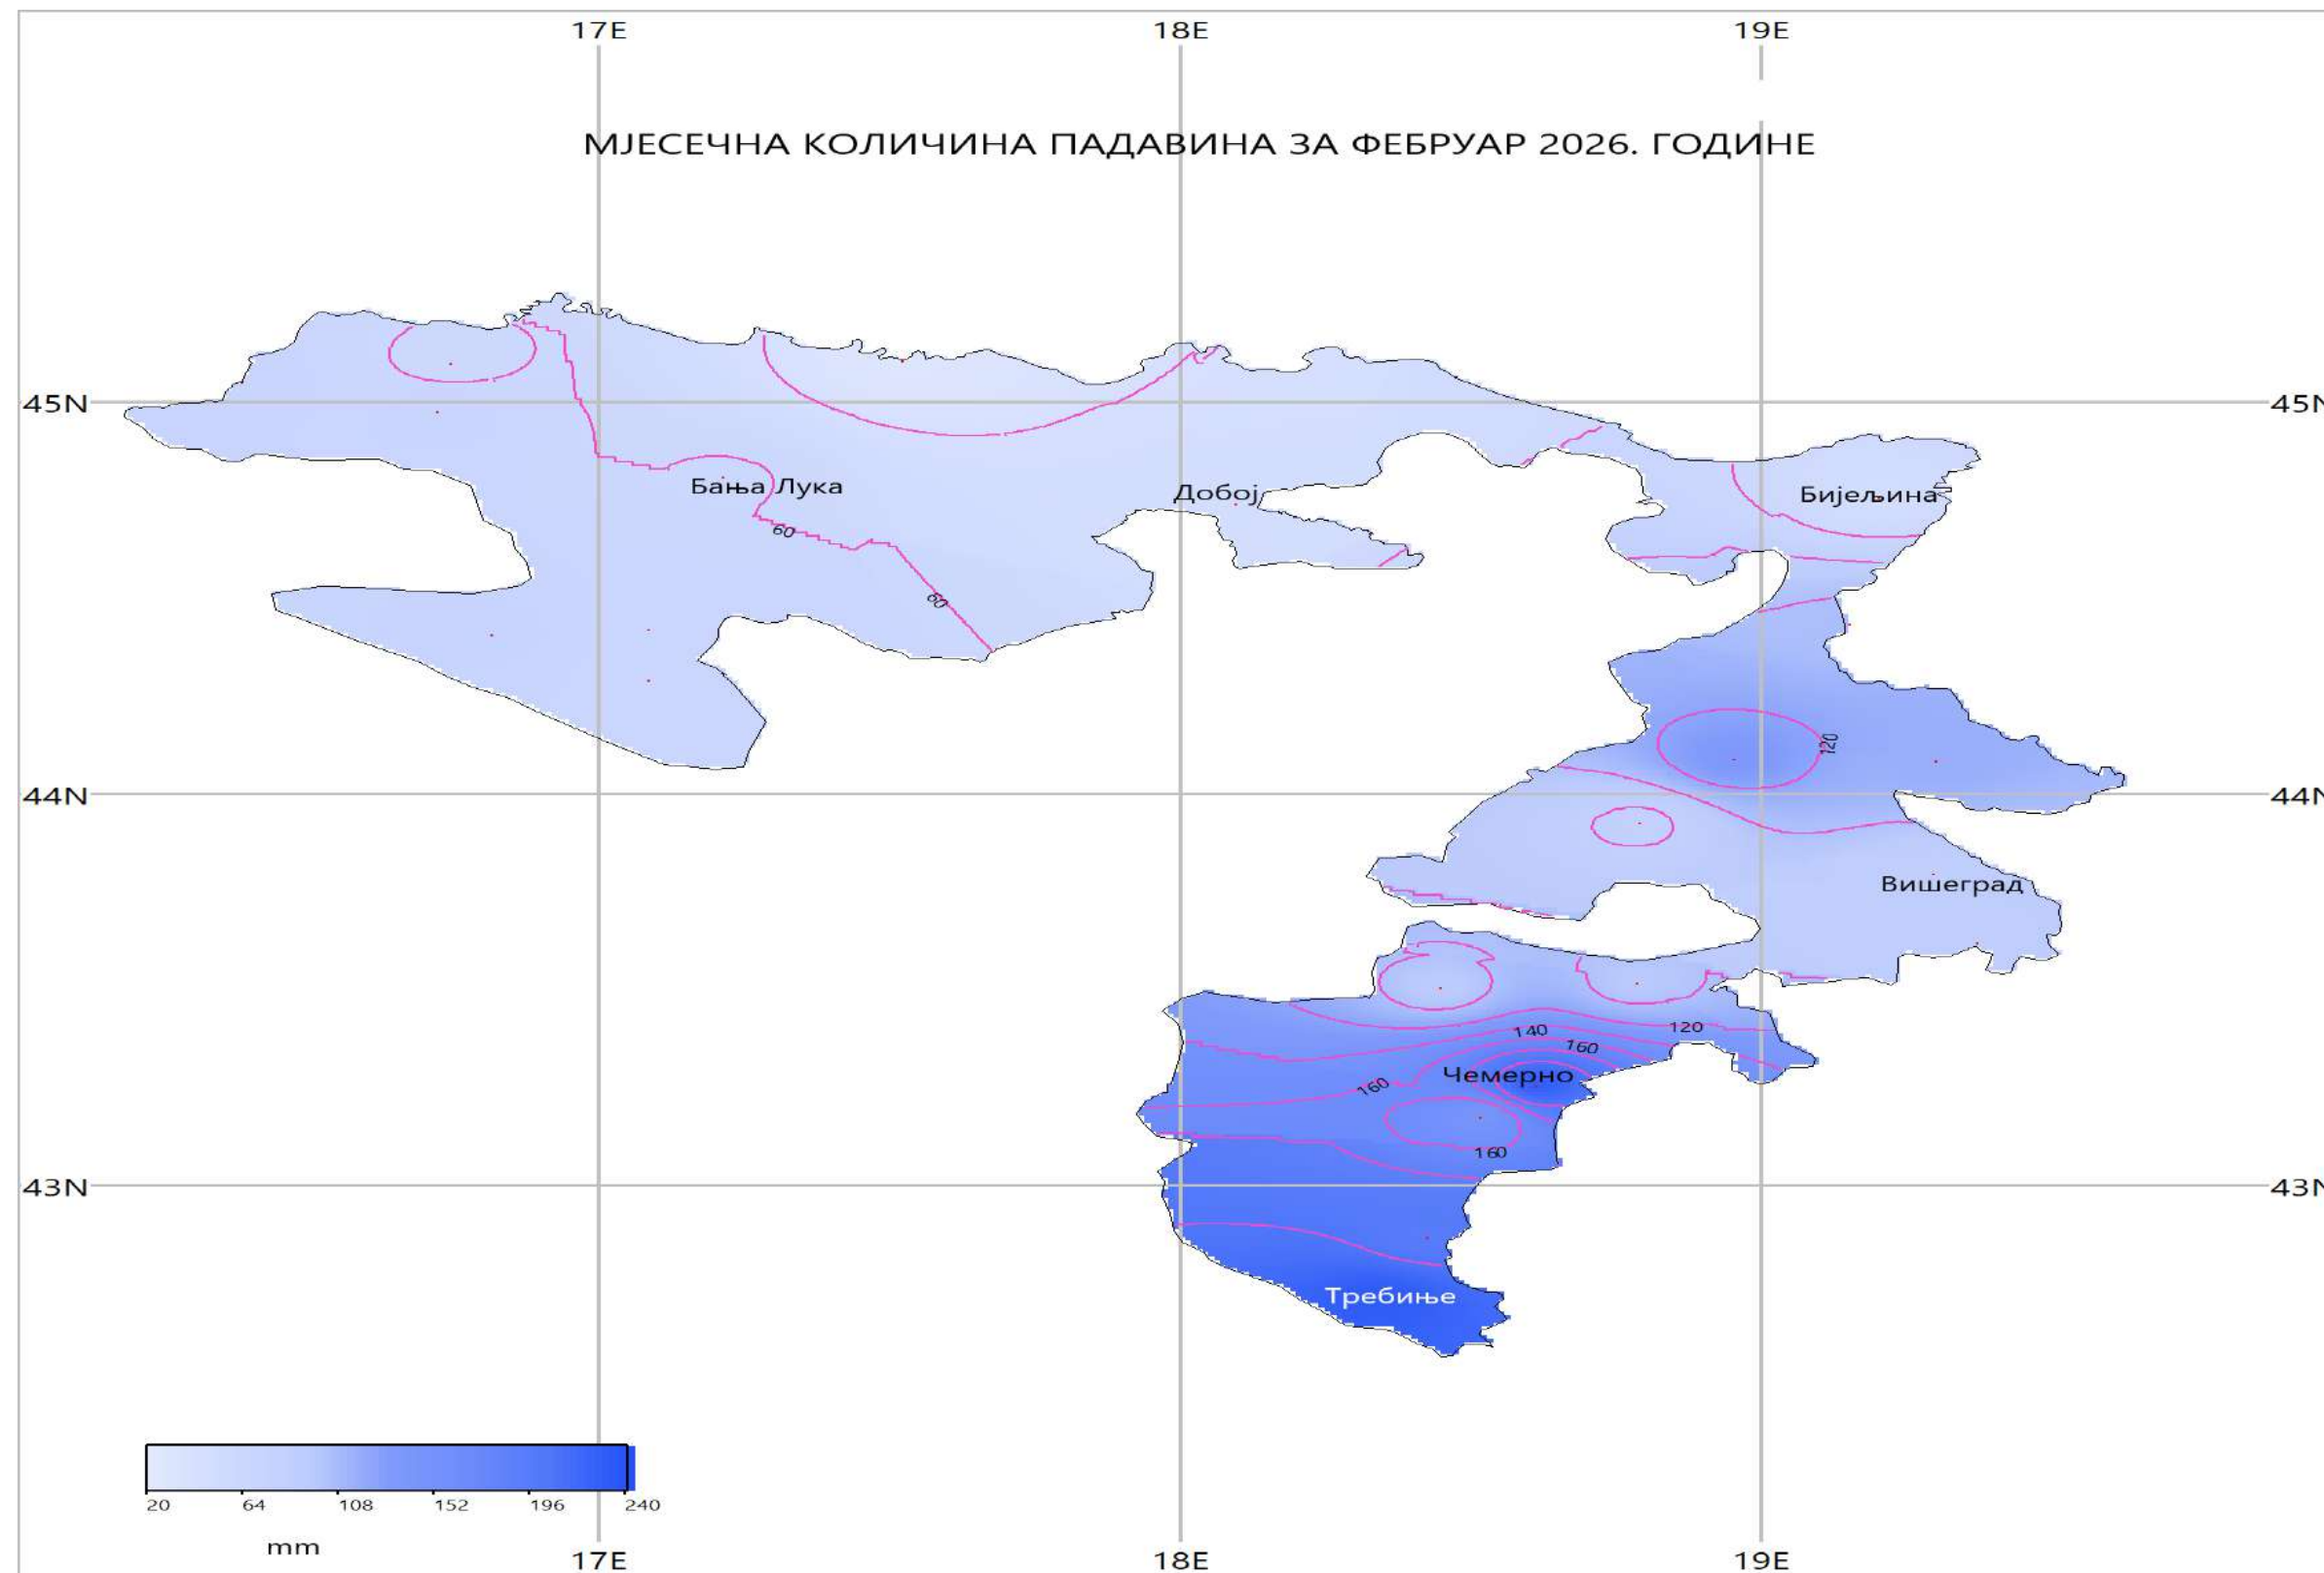 17E 18E 19E
МЈЕСЕЧНА КОЛИЧИНА ПАДАВИНА ЗА ФЕБРУАР 2026. ГОДИНЕ
45N 45N
Бања Лука Добој Бијељина
60
60
120
44N 44N
Вишеград
140 120
160
Чемерно
160
160
43N 43N
Требиње
20 64 108 152 196 240
mm
17E 18E 19E